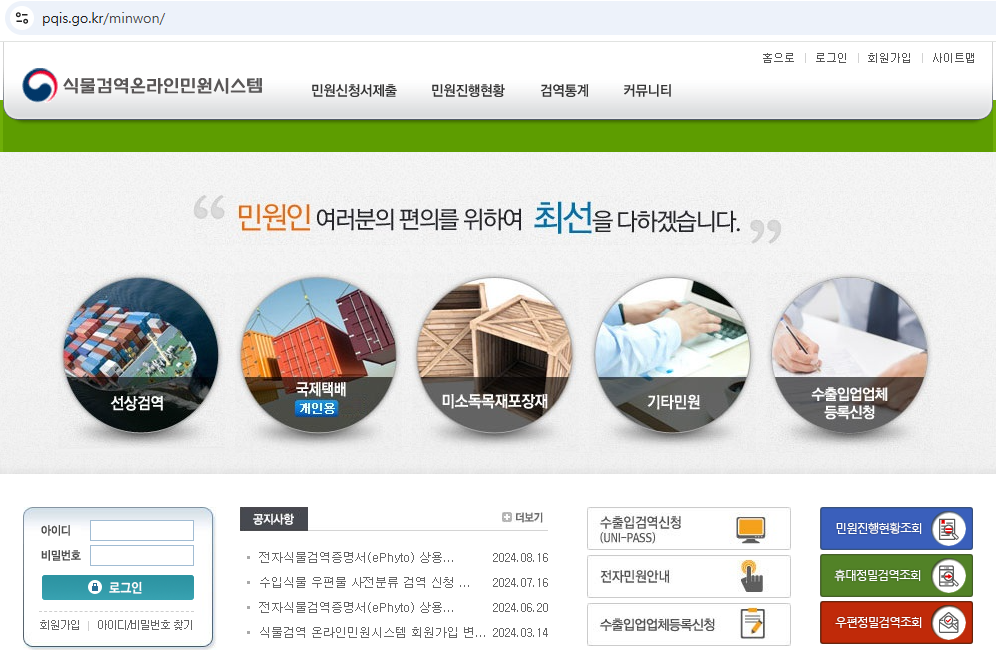 pqis.go.kr/minwon/
홈으로 | 로그인 | 회원가입 | 사이트맵
식물검역온라인민원시스템
민원신청서제출 민원진행현황 검역통계 커뮤니티
“ 민원인 여러분의 편의를 위하여 최선을 다하겠습니다. ”
선상검역
국제택배
개인용
미소독목재포장재
기타민원
수출입업업체
등록신청
아이디
비밀번호
로그인
회원가입 | 아이디/비밀번호 찾기
공지사항 더보기
전자식물검역증명서(ePhyto) 상용... 2024.08.16
수입식물 우편물 사전분류 검역 신청 ... 2024.07.16
전자식물검역증명서(ePhyto) 상용... 2024.06.20
식물검역 온라인민원시스템 회원가입 변... 2024.03.14
수출입검역신청
(UNI-PASS)
전자민원안내
수출입업업체등록신청
민원진행현황조회
휴대정밀검역조회
우편정밀검역조회